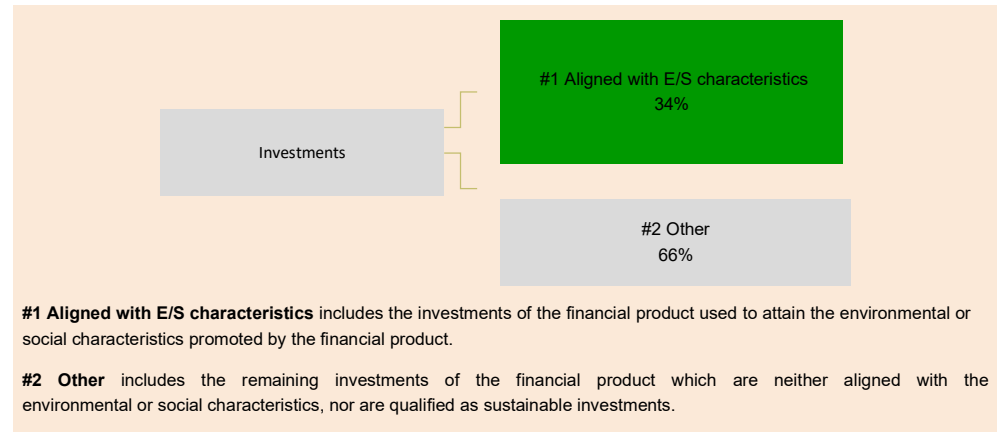 #1 Aligned with E/S characteristics
34%
Investments
#2 Other
66%
#1 Aligned with E/S characteristics includes the investments of the financial product used to attain the environmental or
social characteristics promoted by the financial product.
#2 Other includes the remaining investments of the financial product which are neither aligned with the
environmental or social characteristics, nor are qualified as sustainable investments.